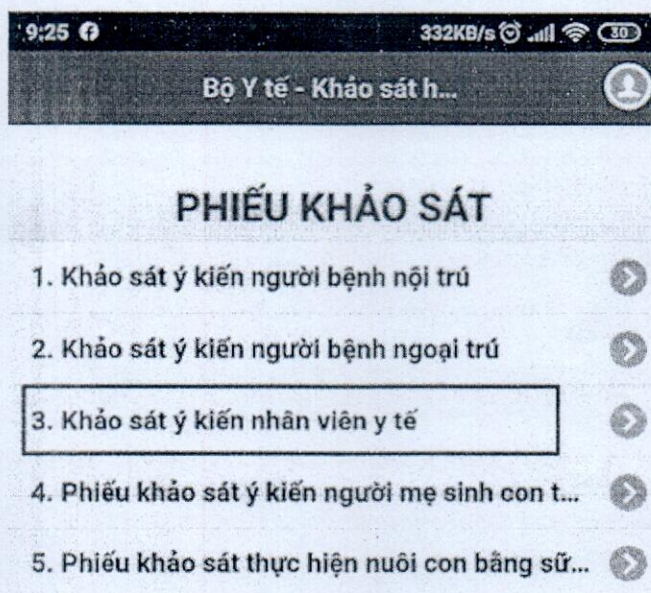 9:25 332KB/s 30
Bộ Y tế - Khảo sát h...
PHIẾU KHẢO SÁT
1. Khảo sát ý kiến người bệnh nội trú
2. Khảo sát ý kiến người bệnh ngoại trú
3. Khảo sát ý kiến nhân viên y tế
4. Phiếu khảo sát ý kiến người mẹ sinh con t...
5. Phiếu khảo sát thực hiện nuôi con bằng sữ...